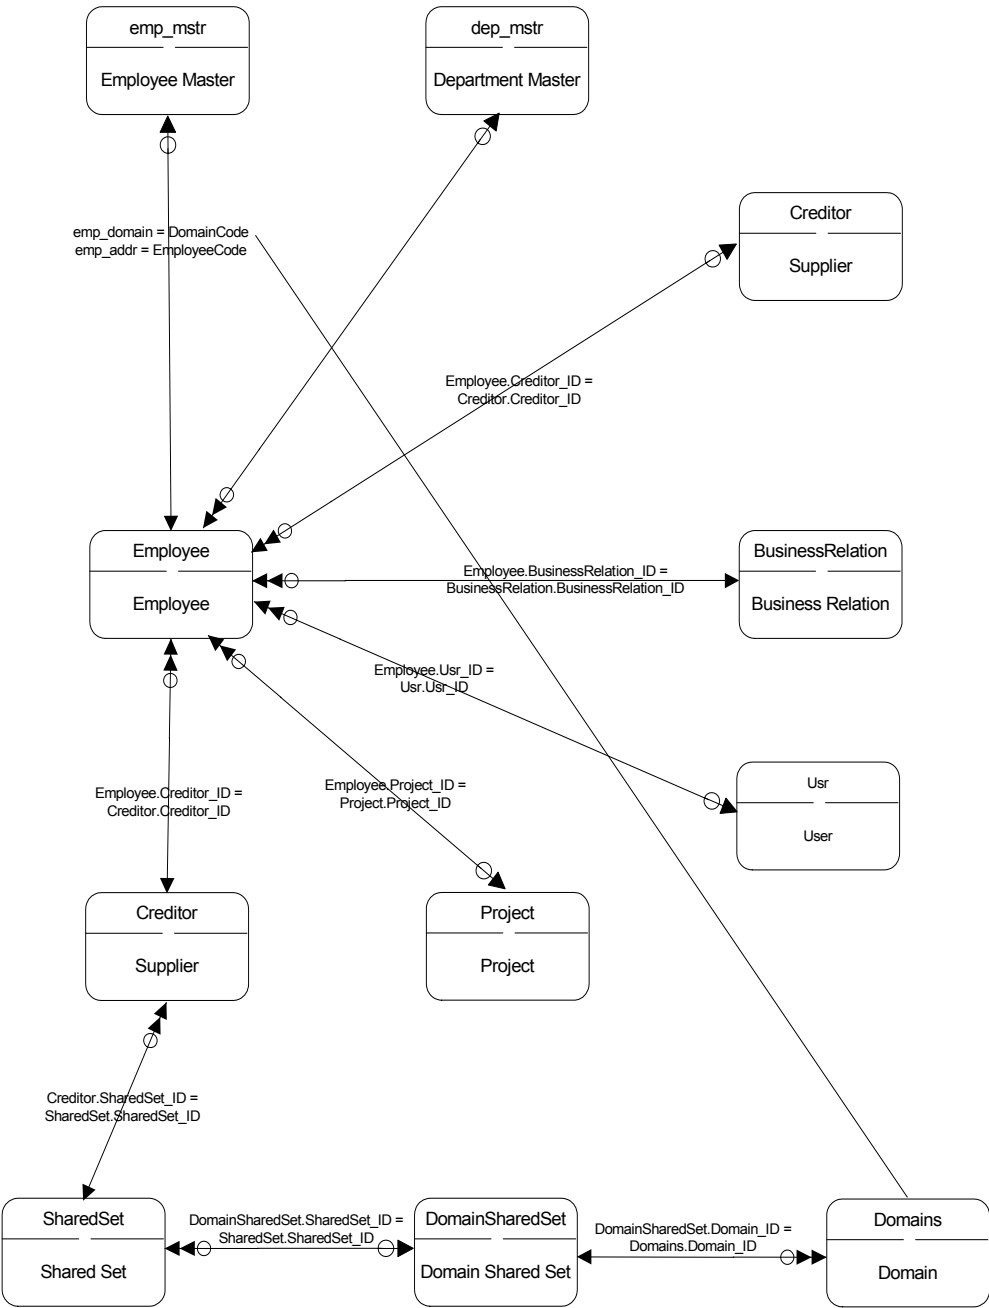 emp_mstr
Employee Master
dep_mstr
Department Master
emp_domain = DomainCode
emp_addr = EmployeeCode
Creditor
Supplier
Employee.Creditor_ID =
Creditor.Creditor_ID
Employee
Employee
Employee.BusinessRelation_ID =
BusinessRelation.BusinessRelation_ID
BusinessRelation
Business Relation
Employee.Usr_ID =
Usr.Usr_ID
Employee.Creditor_ID =
Creditor.Creditor_ID
Employee.Project_ID =
Project.Project_ID
Usr
User
Creditor
Supplier
Project
Project
Creditor.SharedSet_ID =
SharedSet.SharedSet_ID
SharedSet
Shared Set
DomainSharedSet.SharedSet_ID =
SharedSet.SharedSet_ID
DomainSharedSet
Domain Shared Set
DomainSharedSet.Domain_ID =
Domains.Domain_ID
Domains
Domain